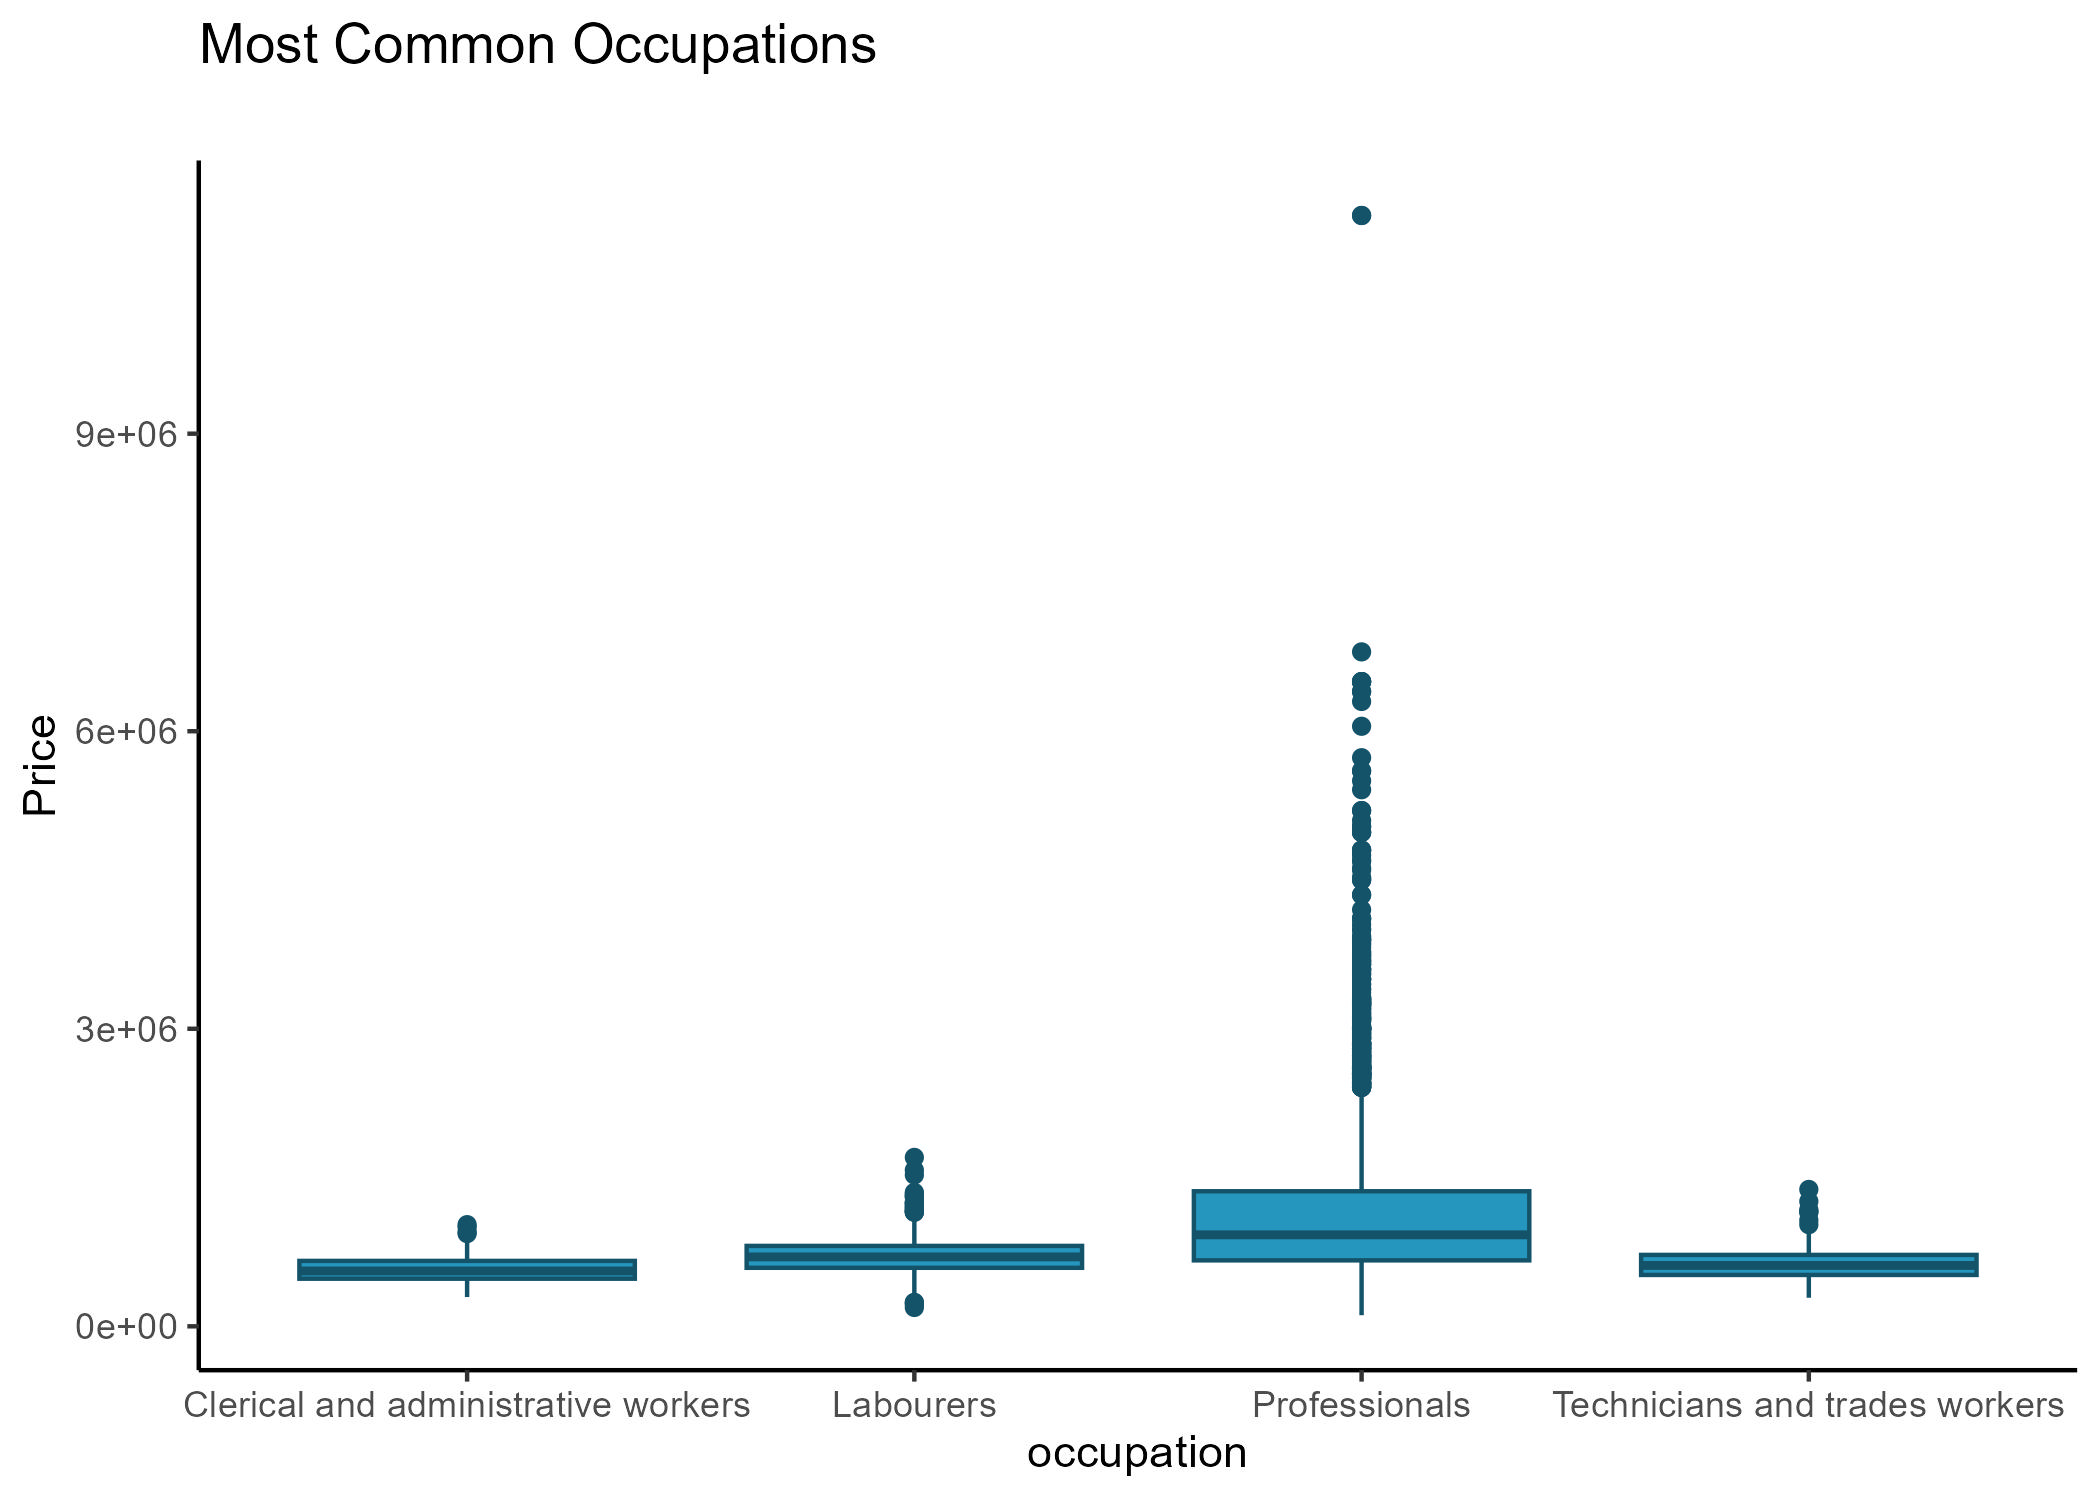 Most Common Occupations
Price
9e+06
6e+06
3e+06
0e+00
Clerical and administrative workers
Labourers
Professionals
Technicians and trades workers
occupation